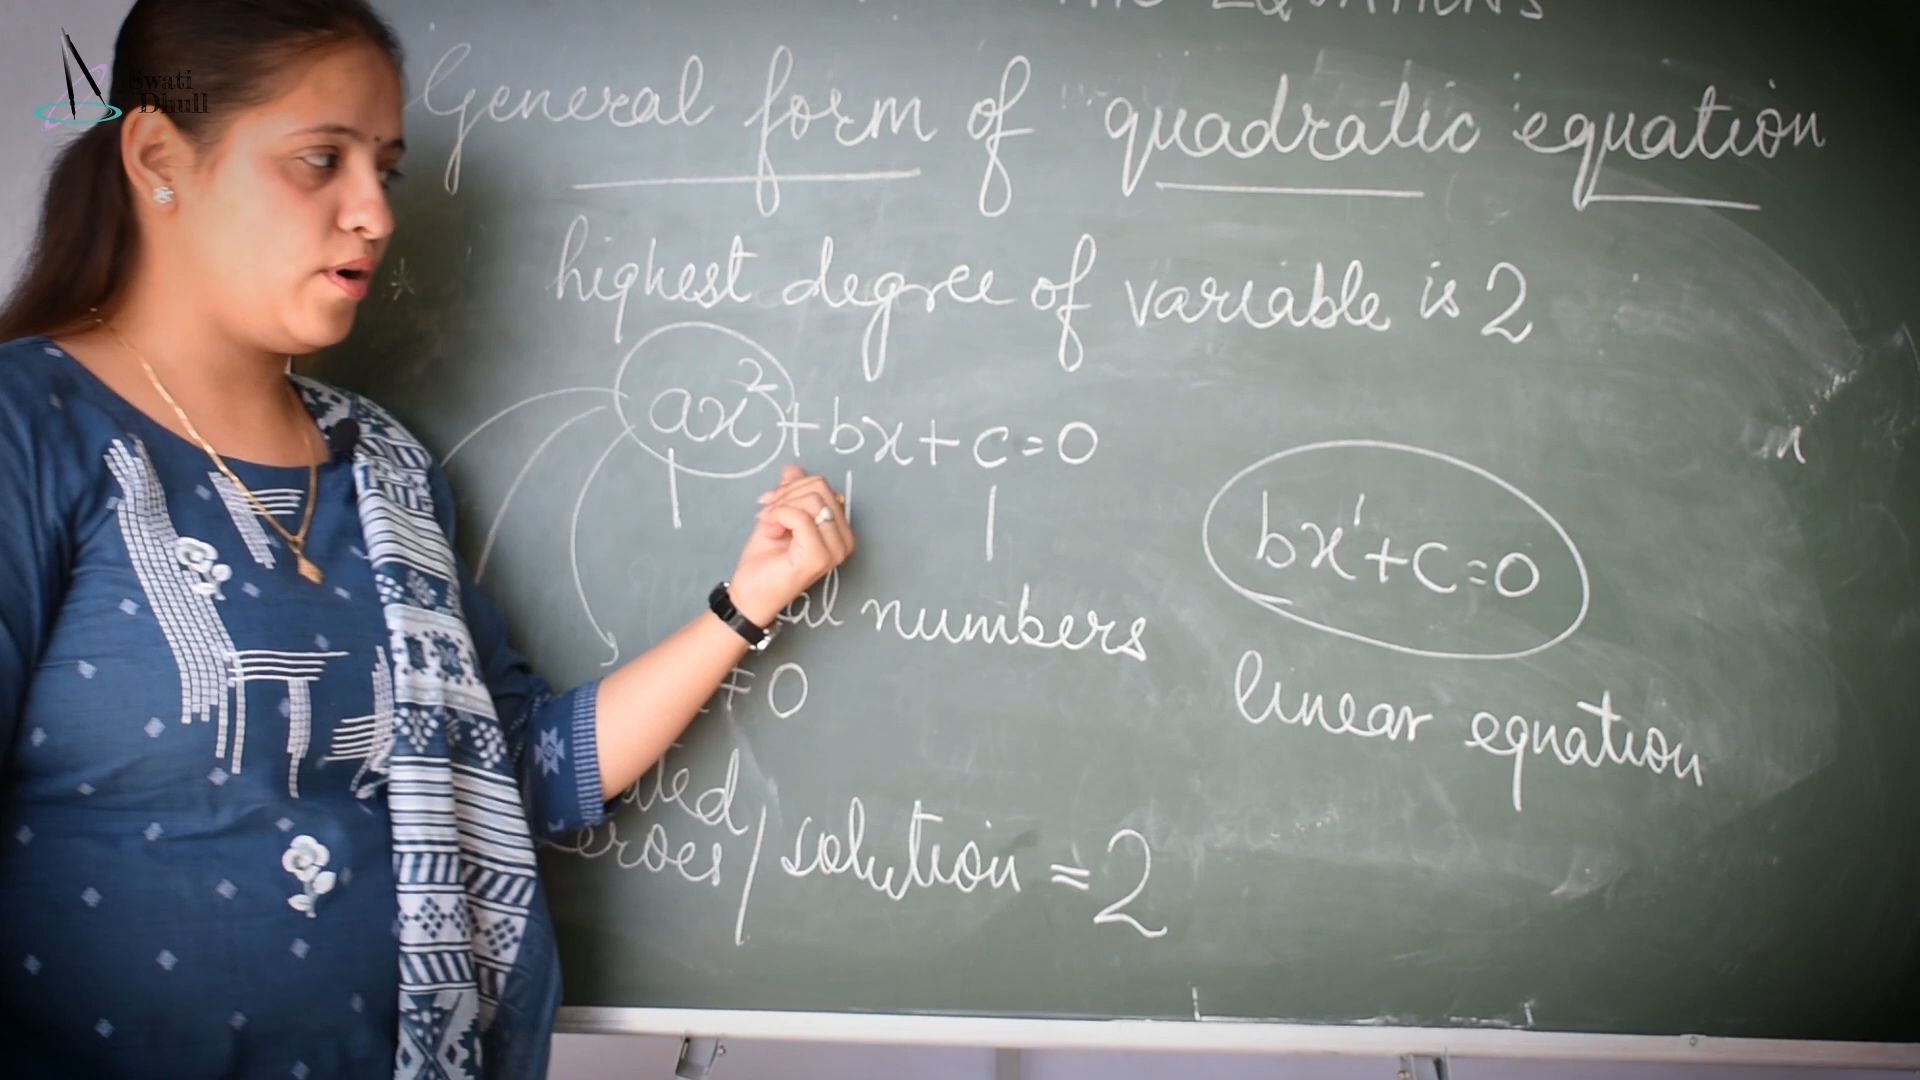 Swati
Dhull
EQUATIONS
General form of quadratic equation
highest degree of variable is 2
ax²+bx+c=0
bx¹+c=0
numbers
≠0
linear equation
/solution=2